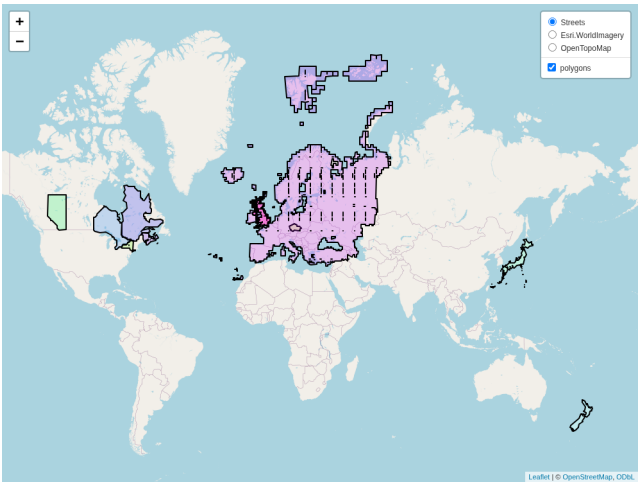 +
−
Streets
Esri.WorldImagery
OpenTopoMap
polygons
Leaflet | © OpenStreetMap, ODbL